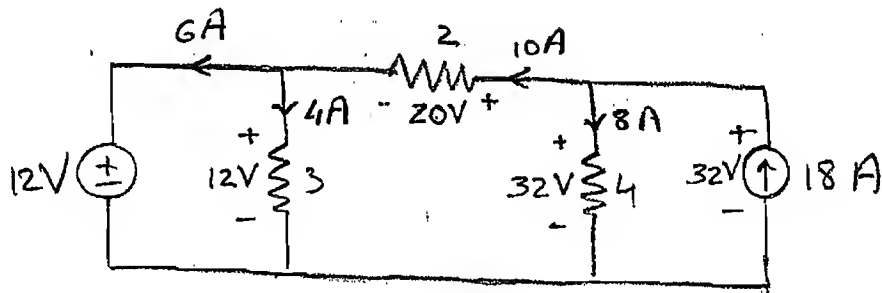 6A 2 10A
4A - 20V + 8A
+ + +
12V ± 12V 3 32V 4 32V 18 A
- - -